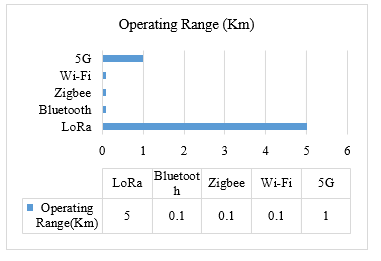 Operating Range (Km)
5G
Wi-Fi
Zigbee
Bluetooth
LoRa
0 1 2 3 4 5 6
LoRa Bluetoot Zigbee Wi-Fi 5G
h
Operating
Range(Km) 5 0.1 0.1 0.1 1